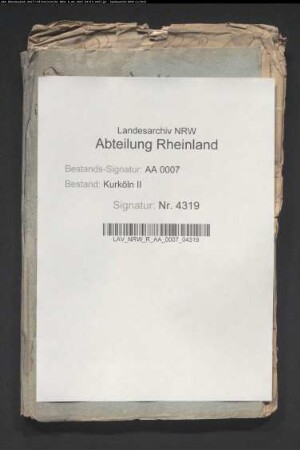 Landesarchiv NRW
Abteilung Rheinland
Bestands-Signatur: AA 0007
Bestand: Kurköln II
Signatur: Nr. 4319
LAV_NRW_R_AA_0007_04319